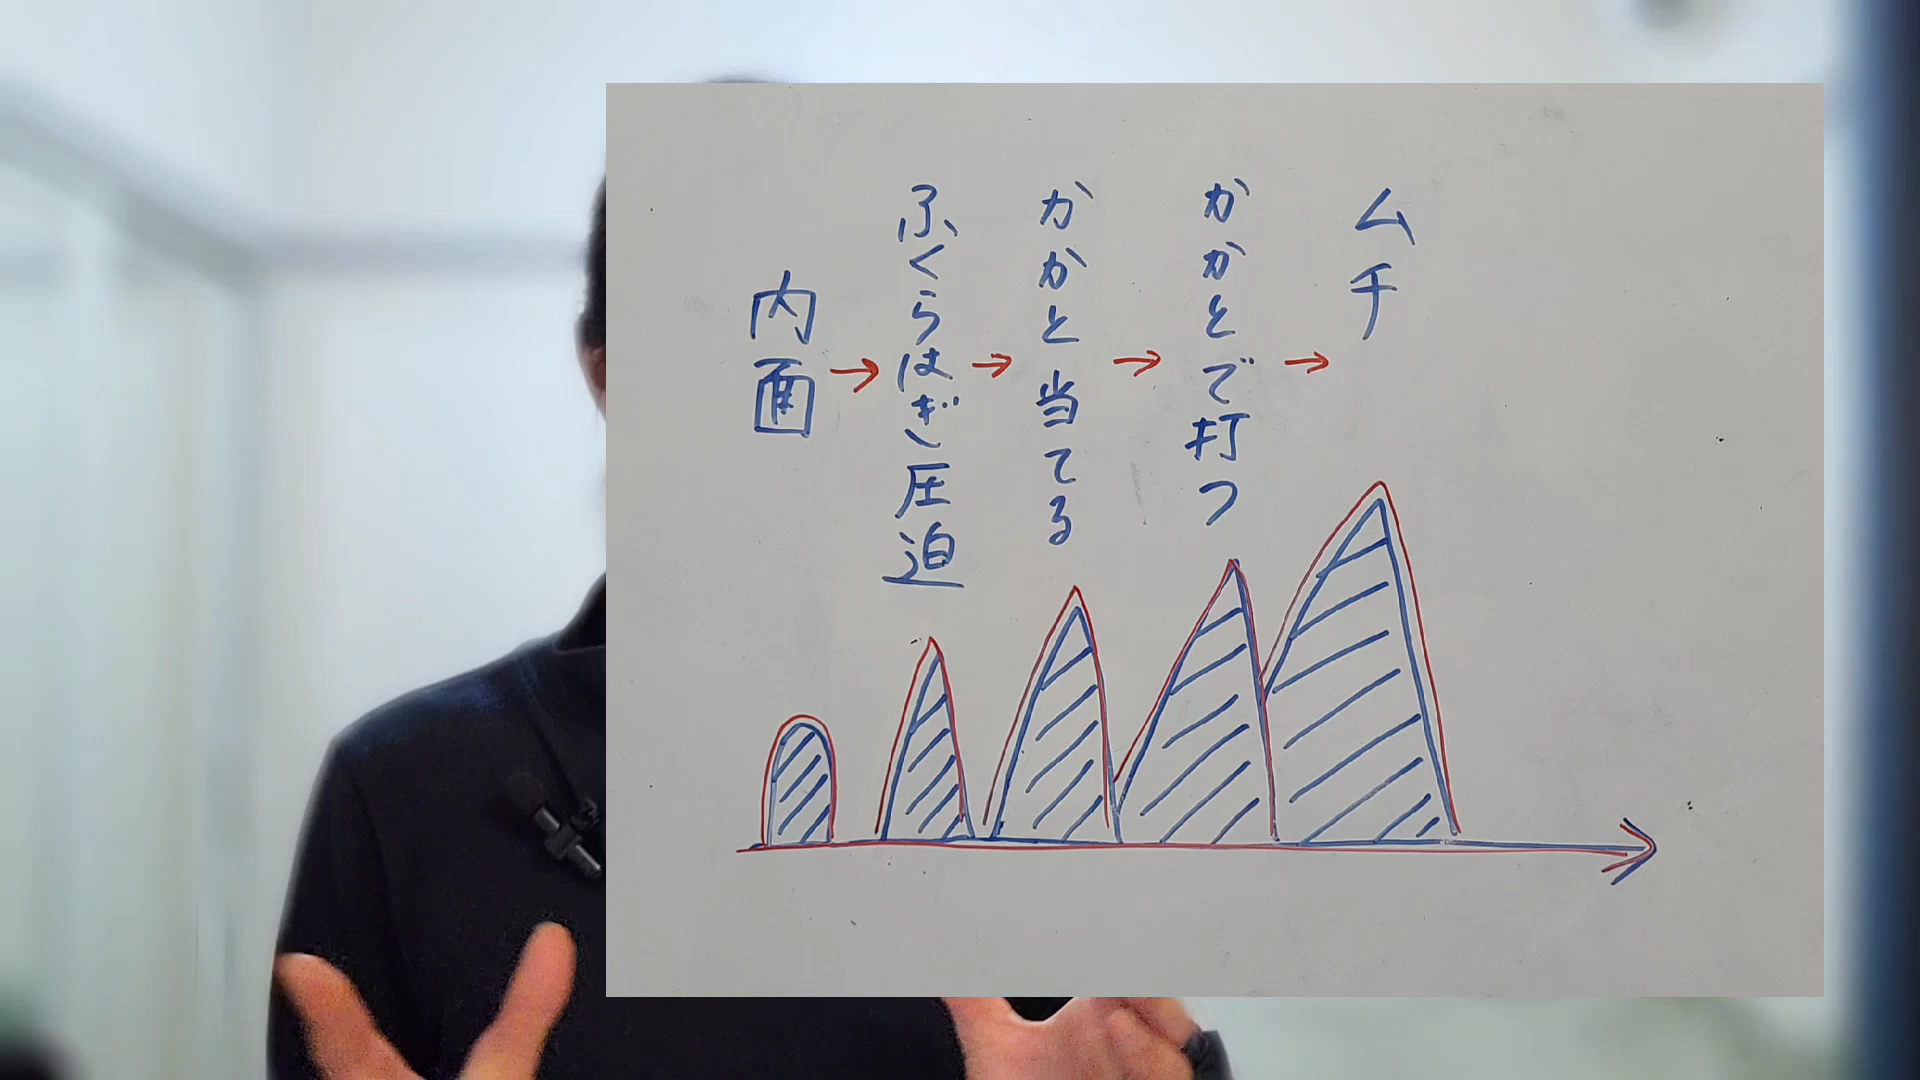 内面
→
ふくらはぎ圧迫
→
かかと当てる
→
かかとで打つ
→
ムチ